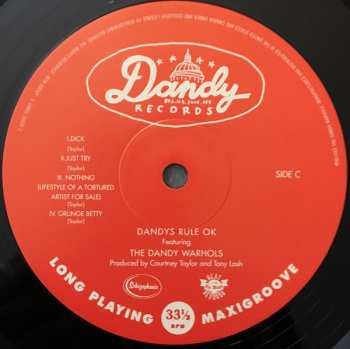 Dandy
RECORDS
I.DICK
[Taylor]
II.JUST TRY
[Taylor]
III. NOTHING
(LIFESTYLE OF A TORTURED
ARTIST FOR SALE)
[Taylor]
IV. GRUNGE BETTY
[Taylor]
SIDE C
DANDYS RULE OK
Featuring
THE DANDY WARHOLS
Produced by Courtney Taylor and Tony Lash
LONG PLAYING 33⅓ MAXIGROOVE
RPM